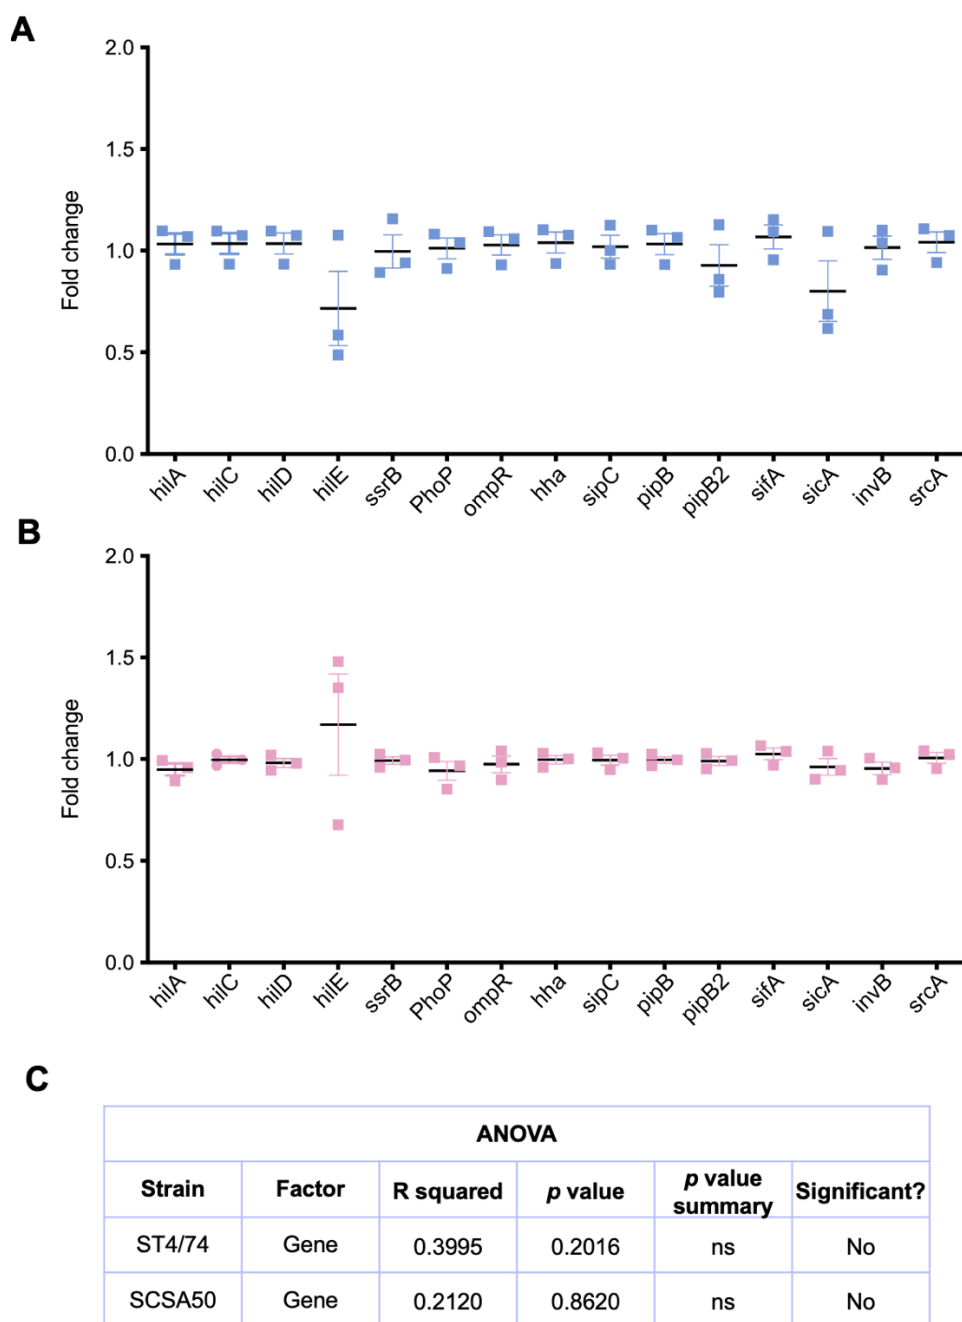 A
2.0
1.5
1.0
0.5
0.0
Fold change
hilA hilC hilD hilE ssrB PhoP ompR hha sipC pipB pipB2 sifA sicA invB srcA
B
2.0
1.5
1.0
0.5
0.0
Fold change
hilA hilC hilD hilE ssrB PhoP ompR hha sipC pipB pipB2 sifA sicA invB srcA
C
ANOVA
Strain Factor R squared p value p value summary Significant?
ST4/74 Gene 0.3995 0.2016 ns No
SCSA50 Gene 0.2120 0.8620 ns No